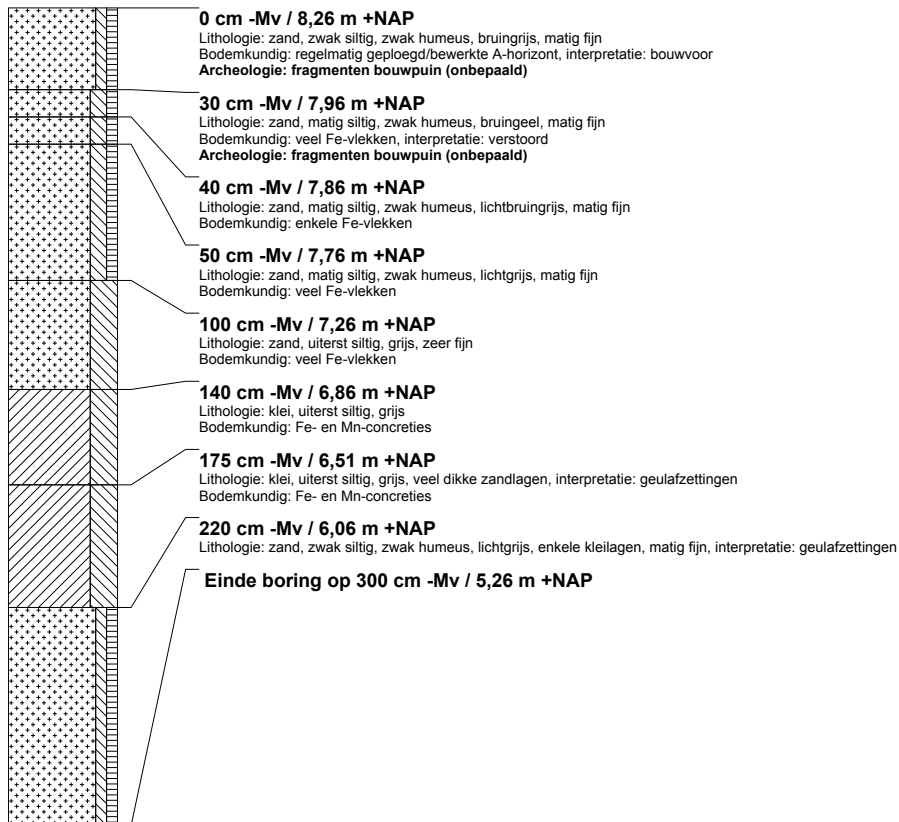 0 cm -Mv / 8,26 m +NAP
Lithologie: zand, zwak siltig, zwak humeus, bruingrijs, matig fijn
Bodemkundig: regelmatig geploegd/bewerkte A-horizont, interpretatie: bouwvoor
Archeologie: fragmenten bouwpuin (onbepaald)
30 cm -Mv / 7,96 m +NAP
Lithologie: zand, matig siltig, zwak humeus, bruingeel, matig fijn
Bodemkundig: veel Fe-vlekken, interpretatie: verstoord
Archeologie: fragmenten bouwpuin (onbepaald)
40 cm -Mv / 7,86 m +NAP
Lithologie: zand, matig siltig, zwak humeus, lichtbruingrijs, matig fijn
Bodemkundig: enkele Fe-vlekken
50 cm -Mv / 7,76 m +NAP
Lithologie: zand, matig siltig, zwak humeus, lichtgrijs, matig fijn
Bodemkundig: veel Fe-vlekken
100 cm -Mv / 7,26 m +NAP
Lithologie: zand, uiterst siltig, grijs, zeer fijn
Bodemkundig: veel Fe-vlekken
140 cm -Mv / 6,86 m +NAP
Lithologie: klei, uiterst siltig, grijs
Bodemkundig: Fe- en Mn-concreties
175 cm -Mv / 6,51 m +NAP
Lithologie: klei, uiterst siltig, grijs, veel dikke zandlagen, interpretatie: geulafzettingen
Bodemkundig: Fe- en Mn-concreties
220 cm -Mv / 6,06 m +NAP
Lithologie: zand, zwak siltig, zwak humeus, lichtgrijs, enkele kleilagen, matig fijn, interpretatie: geulafzettingen
Einde boring op 300 cm -Mv / 5,26 m +NAP